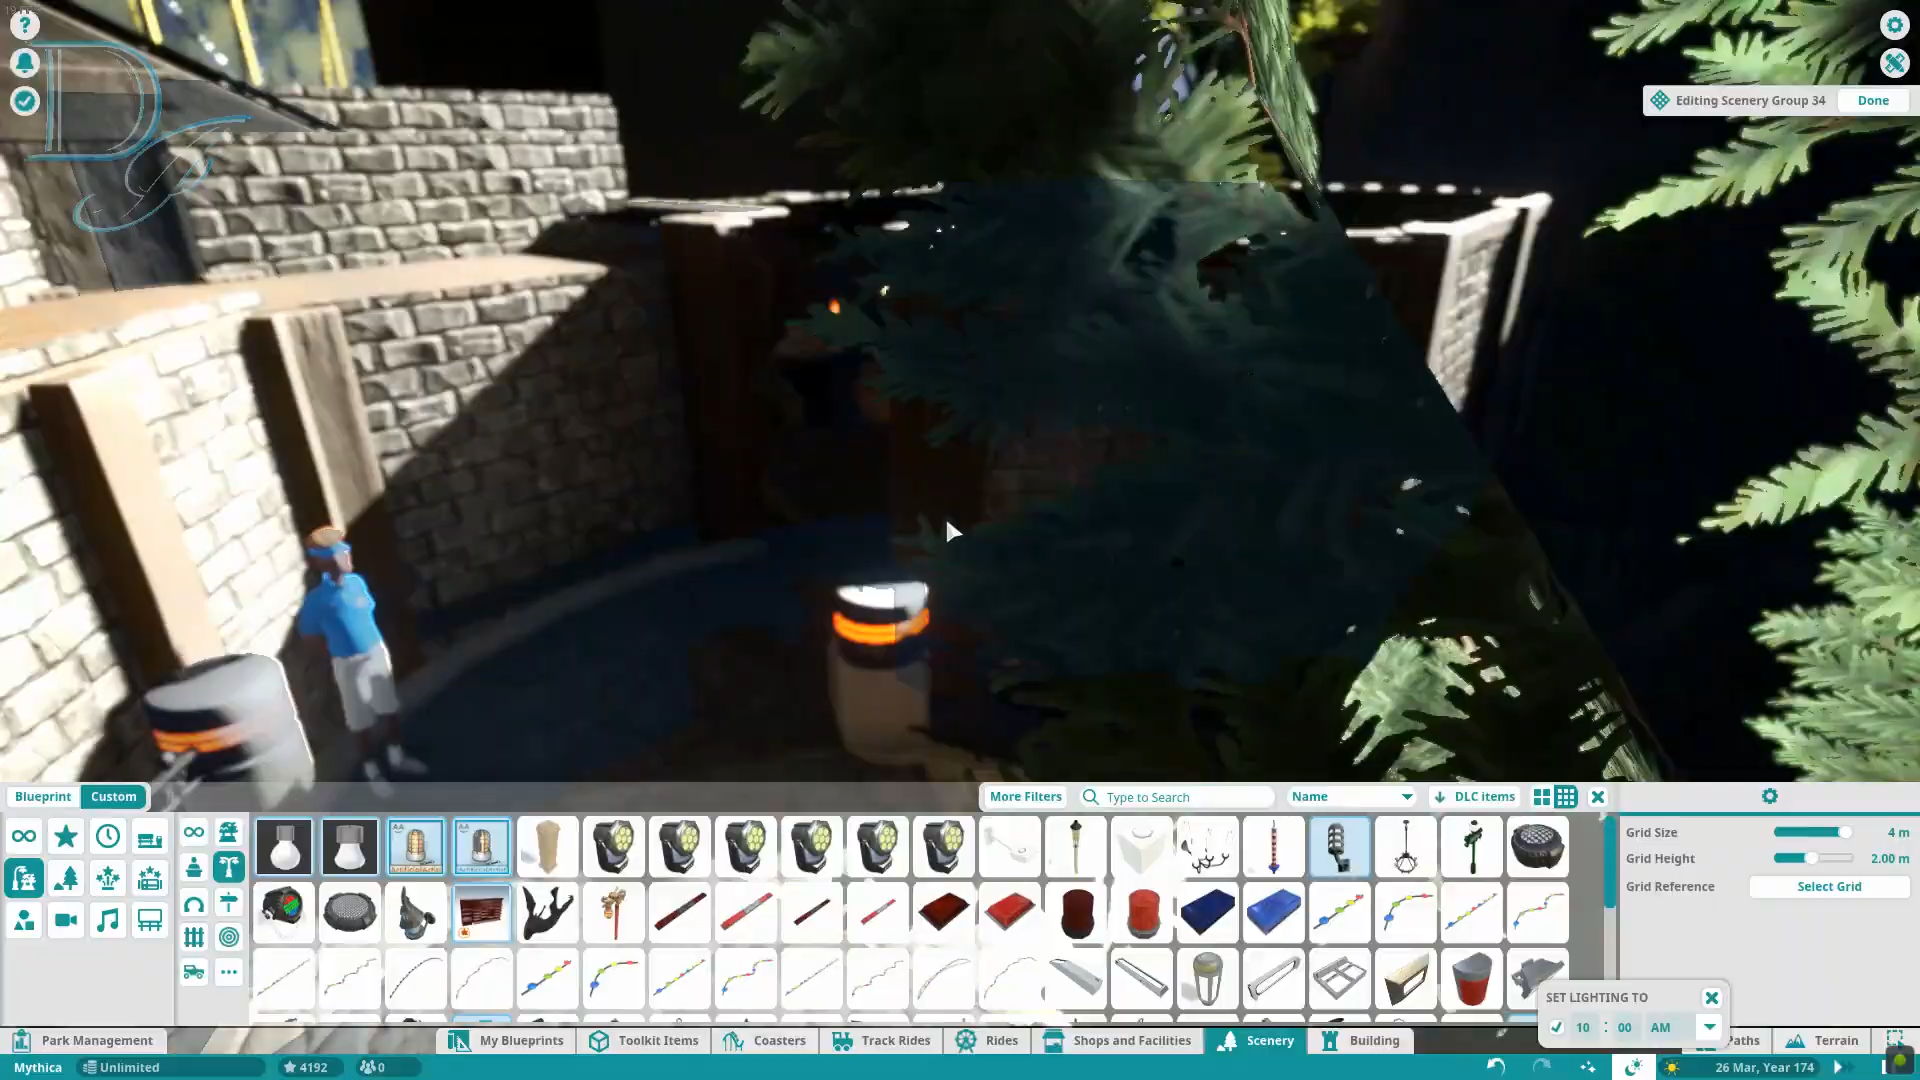 ?
Editing Scenery Group 34
Done
Blueprint
Custom
More Filters
Type to Search
Name
DLC items
AA
AA
Grid Size
4 m
Grid Height
2.00 m
Grid Reference
Select Grid
SET LIGHTING TO
10 : 00 AM
Park Management
My Blueprints
Toolkit Items
Coasters
Track Rides
Rides
Shops and Facilities
Scenery
Building
Paths
Terrain
Mythica
Unlimited
4192
0
26 Mar, Year 174